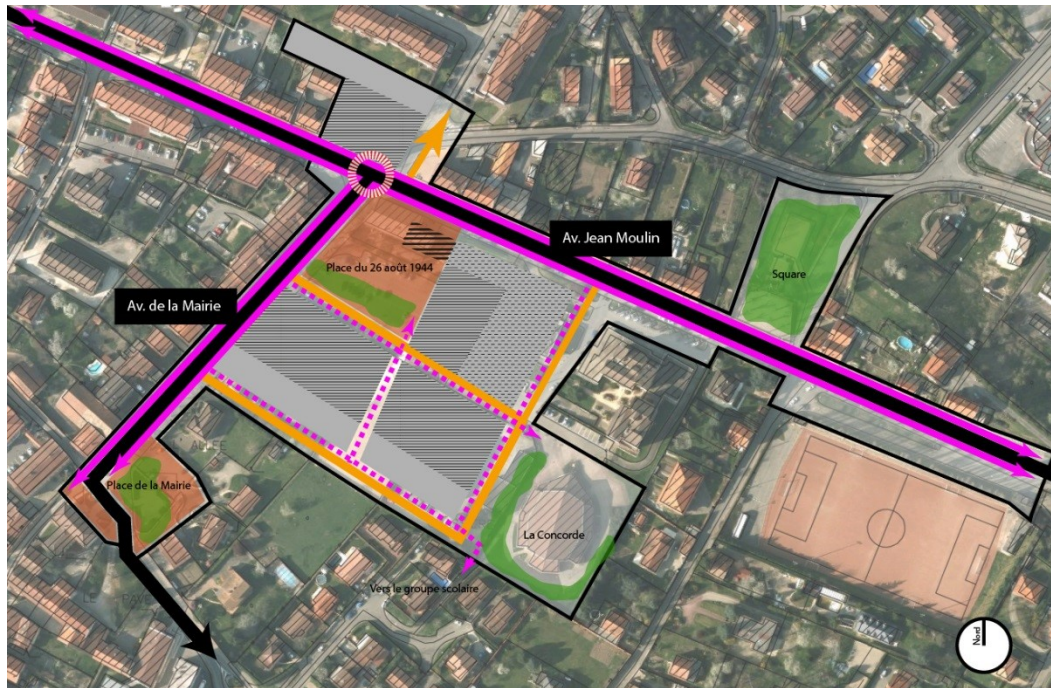 Av. Jean Moulin
Place du 26 août 1944
Square
Av. de la Mairie
Place de la Mairie
La Concorde
Vers le groupe scolaire
Nord